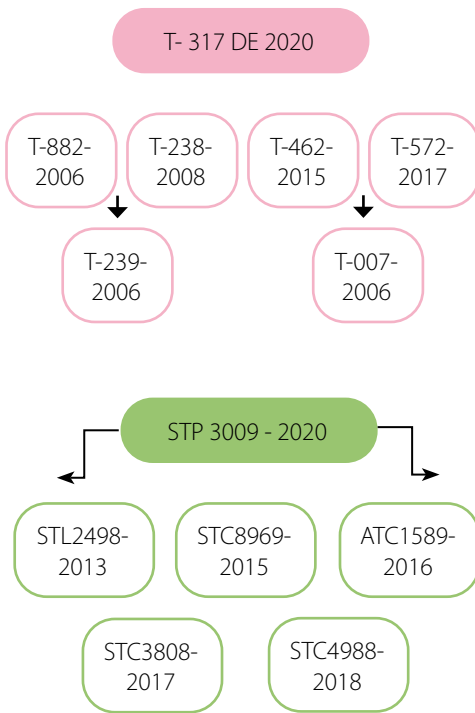 T- 317 DE 2020
T-882-
2006
T-238-
2008
T-462-
2015
T-572-
2017
T-239-
2006
T-007-
2006
STP 3009 - 2020
STL2498-
2013
STC8969-
2015
ATC1589-
2016
STC3808-
2017
STC4988-
2018